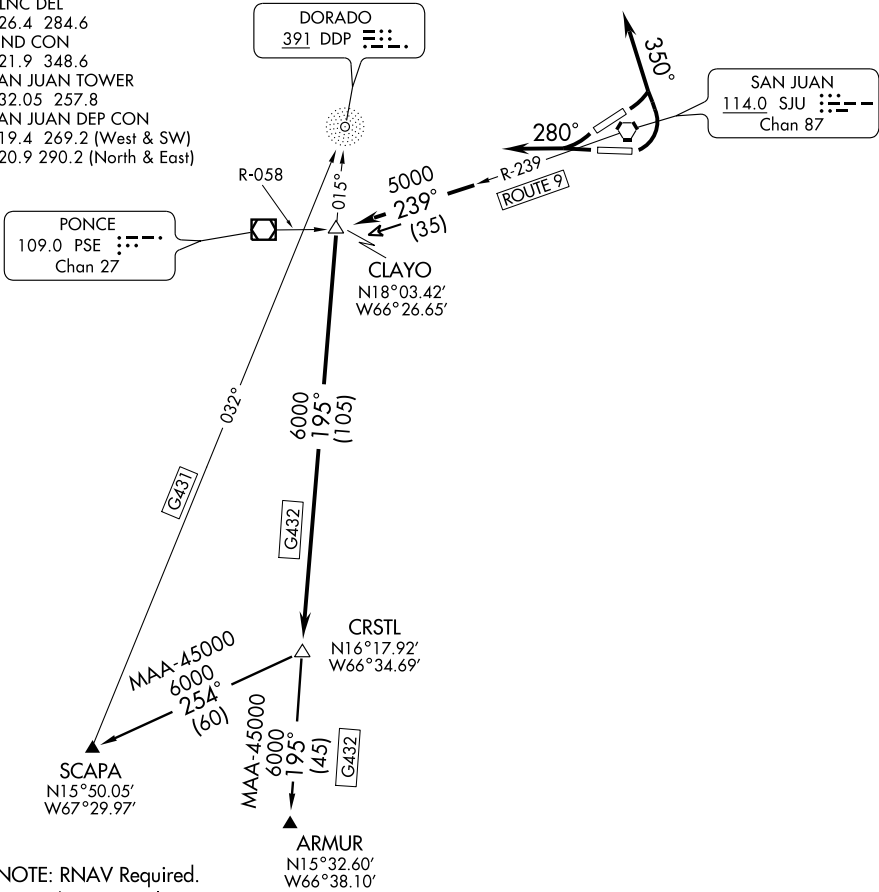 LNC DEL
26.4 284.6
ND CON
21.9 348.6
AN JUAN TOWER
32.05 257.8
AN JUAN DEP CON
19.4 269.2 (West & SW)
20.9 290.2 (North & East)
DORADO
391 DDP
SAN JUAN
114.0 SJU
Chan 87
350°
280°
R-239
ROUTE 9
5000
239°
(35)
R-058
015°
PONCE
109.0 PSE
Chan 27
CLAYO
N18°03.42'
W66°26.65'
032°
6000
195°
(105)
G431
G432
CRSTL
N16°17.92'
W66°34.69'
MAA-45000
6000
254°
(60)
MAA-45000
6000
195°
(45)
G432
SCAPA
N15°50.05'
W67°29.97'
ARMUR
N15°32.60'
W66°38.10'
NOTE: RNAV Required.